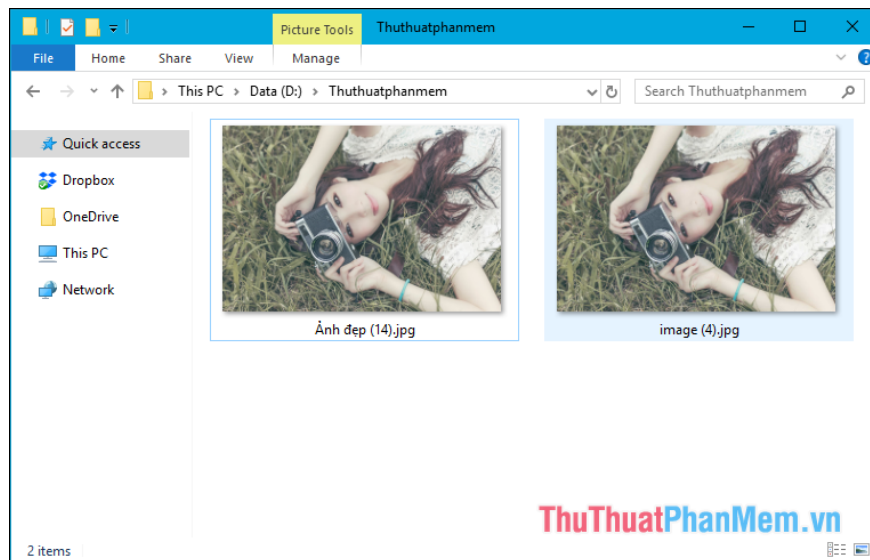 Picture Tools Thuthuatphanmem
File Home Share View Manage
This PC Data (D:) Thuthuatphanmem Search Thuthuatphanmem
Quick access
Dropbox
OneDrive
This PC
Network
Ảnh đẹp (14).jpg image (4).jpg
ThuThuatPhanMem.vn
2 items